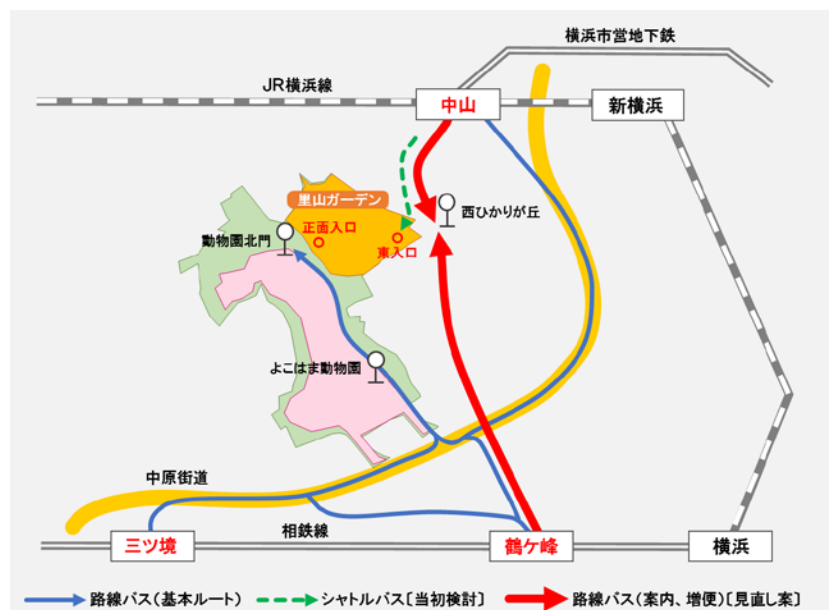 横浜市営地下鉄
JR横浜線
中山
新横浜
里山ガーデン
西ひかりが丘
正面入口
動物園北門
東入口
よこはま動物園
中原街道
相鉄線
三ツ境
鶴ケ峰
横浜
路線バス（基本ルート）
シャトルバス［当初検討］
路線バス（案内、増便）［見直し案］